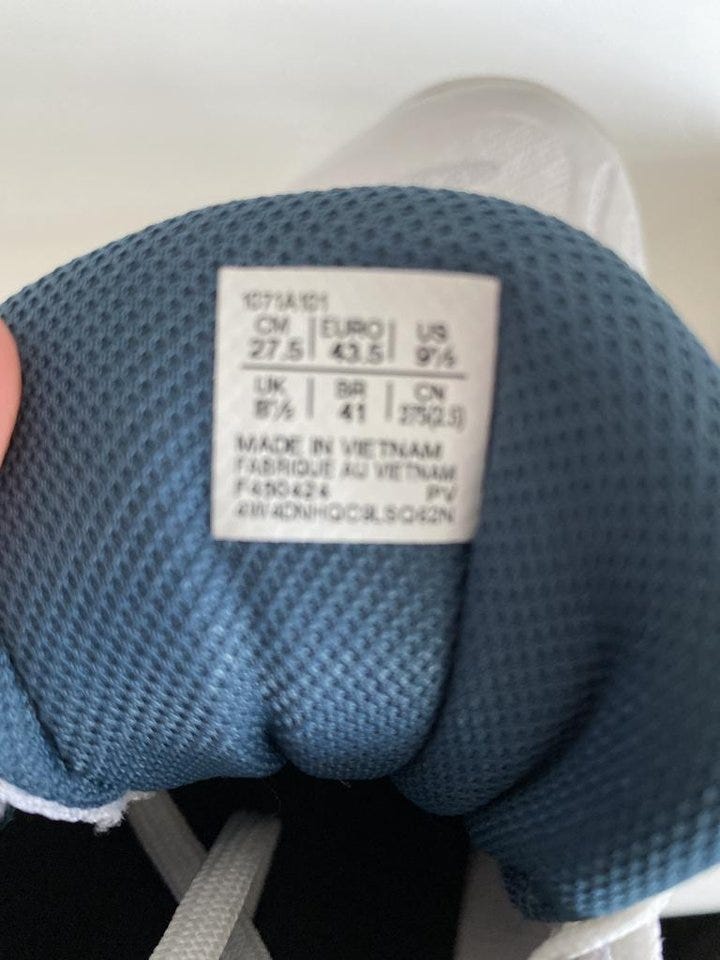 1071A101
CM | EURO | US
27.5 | 43.5 | 9½
UK | BR | CN
8½ | 41 | 275(2.5)
MADE IN VIETNAM
FABRIQUE AU VIETNAM
PV